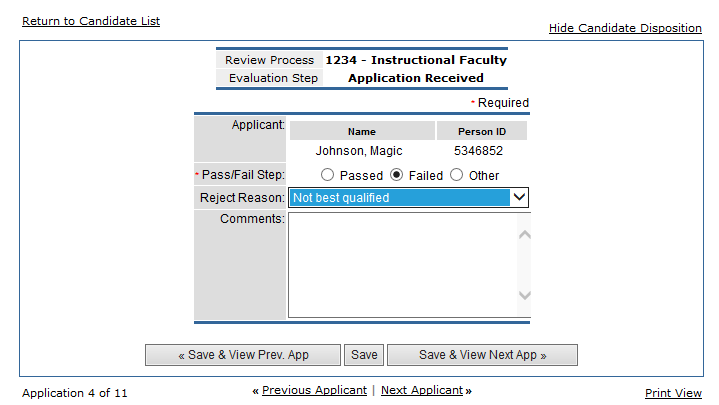 Return to Candidate List
Hide Candidate Disposition
Review Process 1234 - Instructional Faculty
Evaluation Step Application Received
* Required
Applicant: Name Person ID
Johnson, Magic 5346852
* Pass/Fail Step: Passed Failed Other
Reject Reason: Not best qualified
Comments:
« Save & View Prev. App Save Save & View Next App »
Application 4 of 11 « Previous Applicant | Next Applicant » Print View